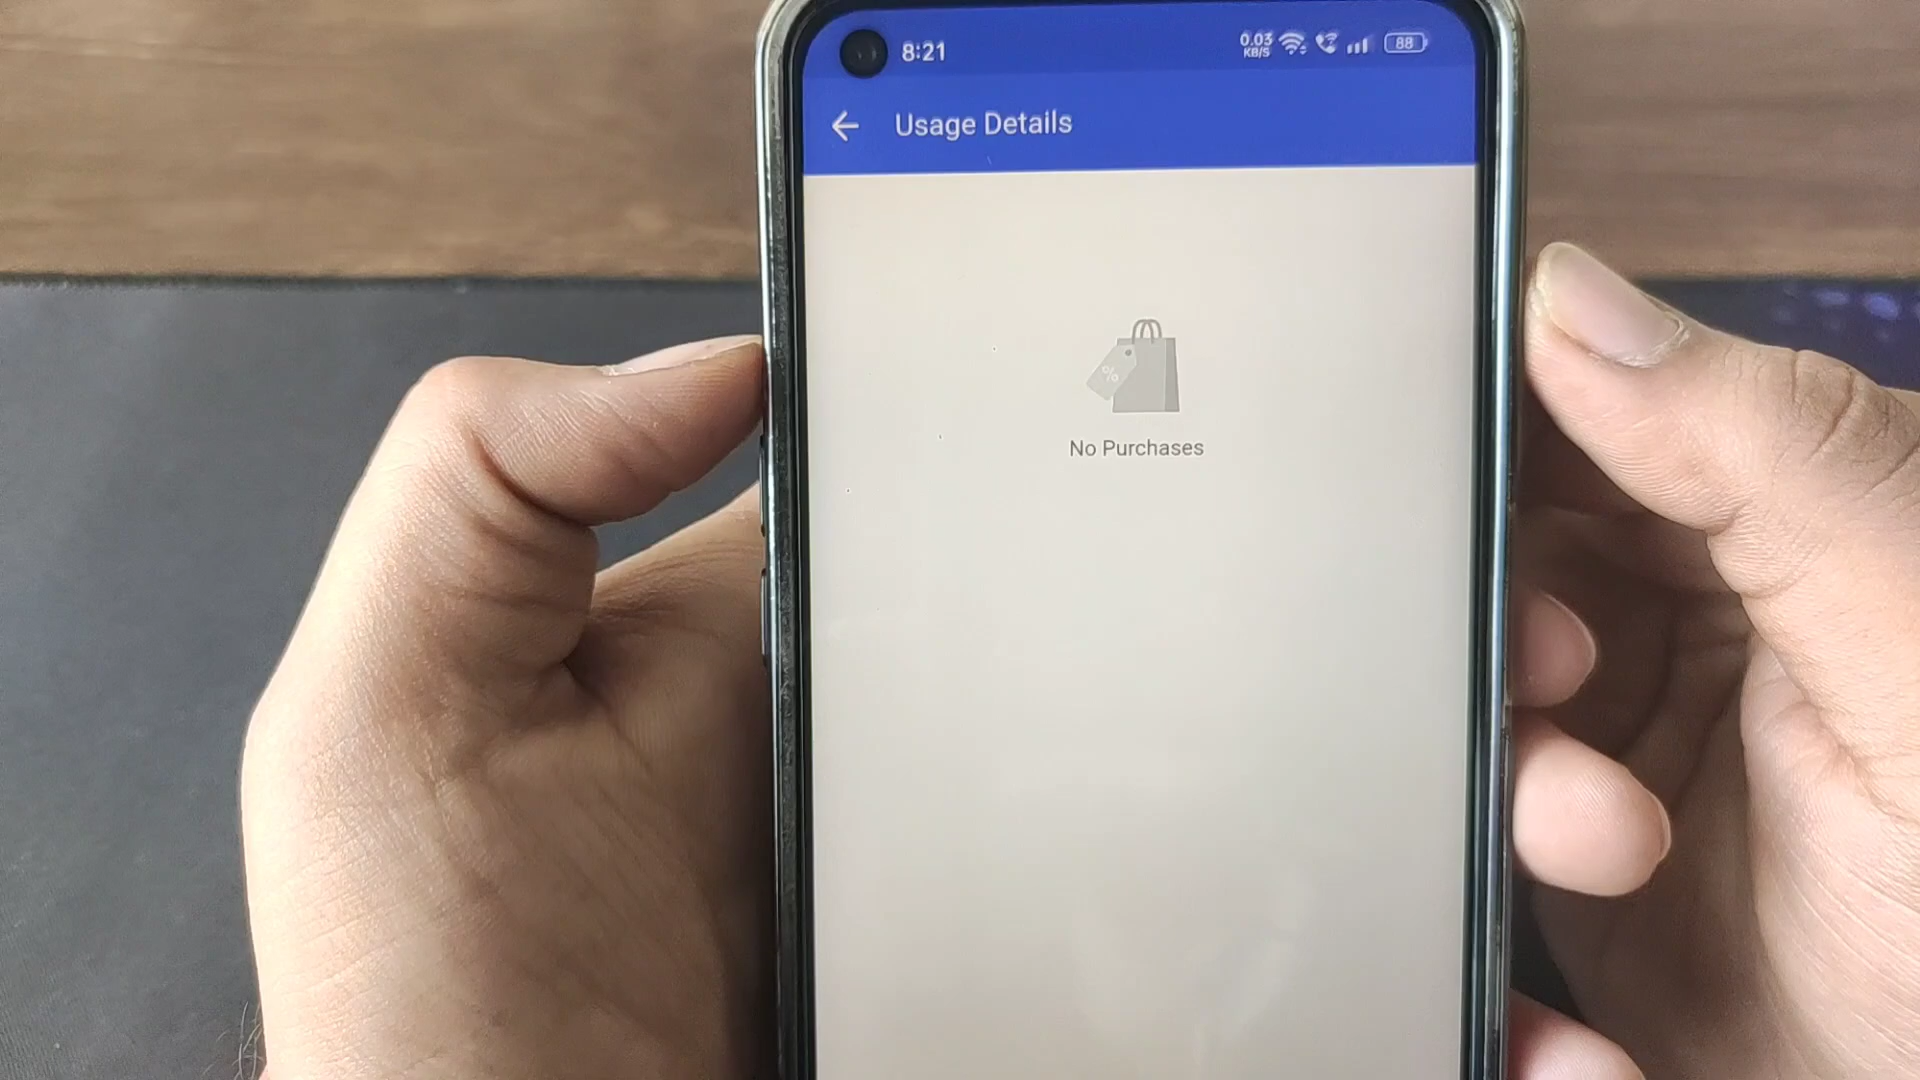 8:21
0.03
KB/S
88
Usage Details
%
No Purchases